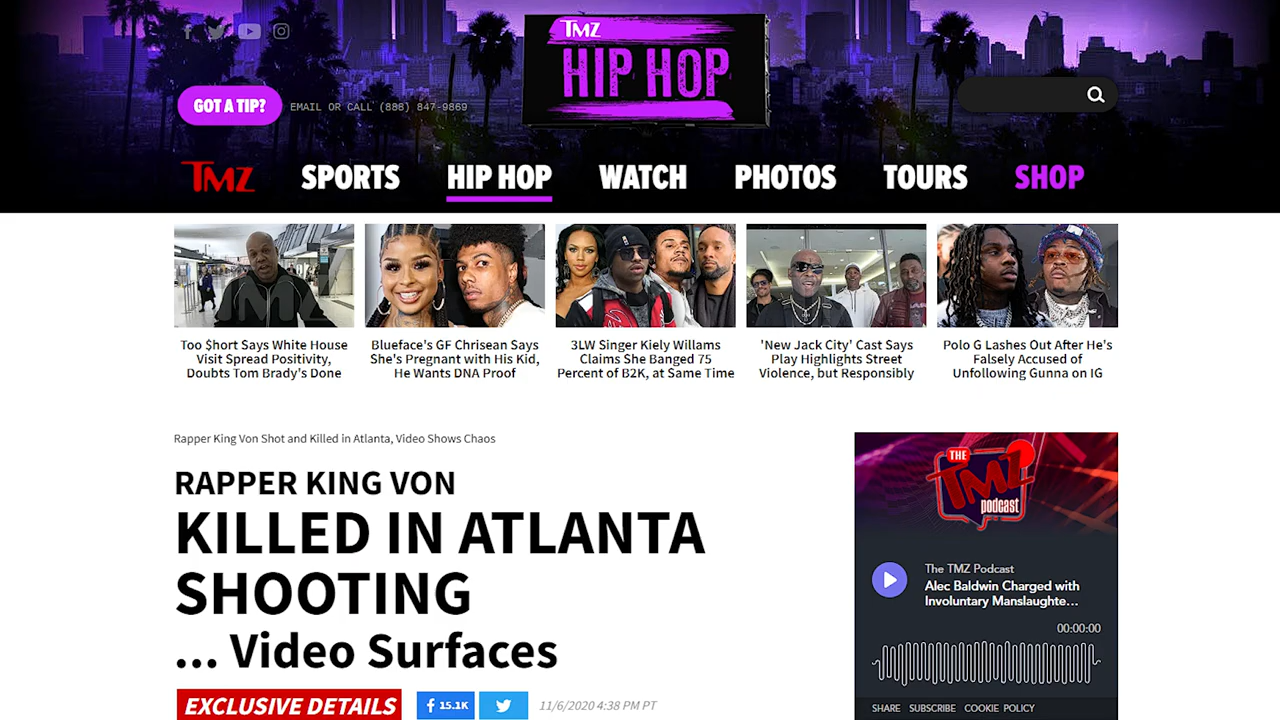 TMZ
HIP HOP
GOT A TIP?
EMAIL OR CALL (888) 847-9869
TMZ
SPORTS
HIP HOP
WATCH
PHOTOS
TOURS
SHOP
TMZ
Too $hort Says White House
Visit Spread Positivity,
Doubts Tom Brady's Done
Blueface's GF Chrisean Says
She's Pregnant with His Kid,
He Wants DNA Proof
3LW Singer Kiely Willams
Claims She Banged 75
Percent of B2K, at Same Time
'New Jack City' Cast Says
Play Highlights Street
Violence, but Responsibly
Polo G Lashes Out After He's
Falsely Accused of
Unfollowing Gunna on IG
Rapper King Von Shot and Killed in Atlanta, Video Shows Chaos
RAPPER KING VON
KILLED IN ATLANTA
SHOOTING
... Video Surfaces
EXCLUSIVE DETAILS
15.1K
11/6/2020 4:38 PM PT
THE
TMZ
podcast
The TMZ Podcast
Alec Baldwin Charged with
Involuntary Manslaughte...
00:00:00
SHARE SUBSCRIBE COOKIE POLICY